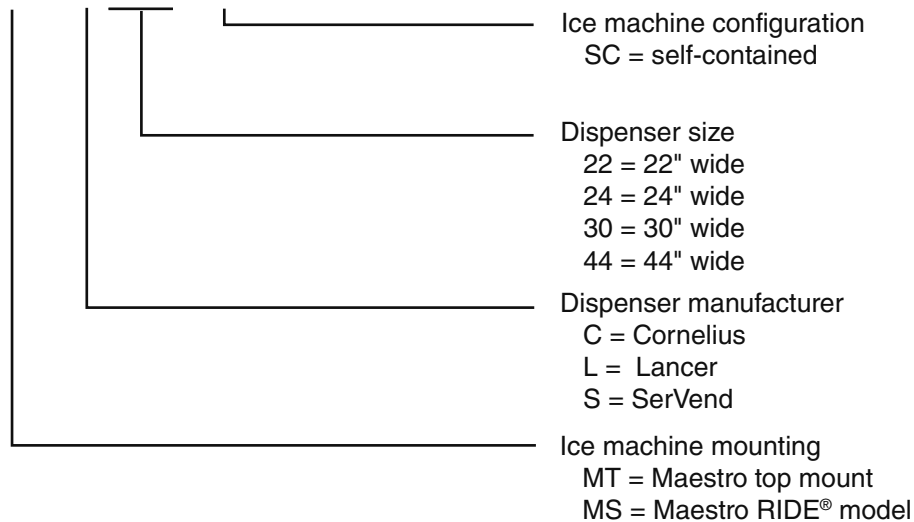 Ice machine configuration
SC = self-contained
Dispenser size
22 = 22" wide
24 = 24" wide
30 = 30" wide
44 = 44" wide
Dispenser manufacturer
C = Cornelius
L = Lancer
S = SerVend
Ice machine mounting
MT = Maestro top mount
MS = Maestro RIDE® model